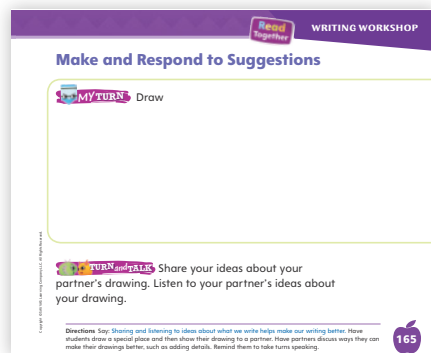 Read
Together
WRITING WORKSHOP
Make and Respond to Suggestions
MY TURN Draw
TURN and TALK Share your ideas about your
partner's drawing. Listen to your partner's ideas about
your drawing.
Directions Say: Sharing and listening to ideas about what we write helps make our writing better. Have
students draw a special place and then show their drawing to a partner. Have partners discuss ways they can
make their drawings better, such as adding details. Remind them to take turns speaking.
165